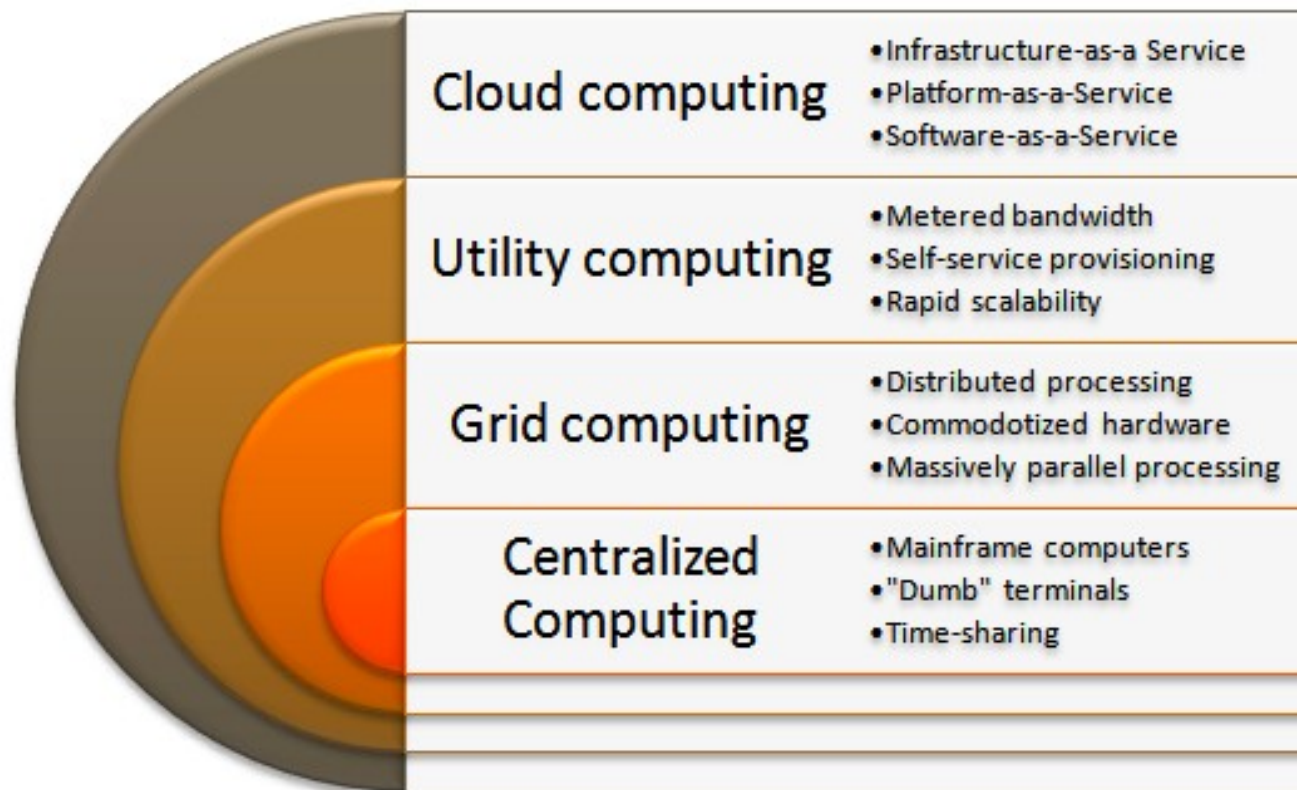 Cloud computing
•Infrastructure-as-a Service
•Platform-as-a-Service
•Software-as-a-Service
Utility computing
•Metered bandwidth
•Self-service provisioning
•Rapid scalability
Grid computing
•Distributed processing
•Commodotized hardware
•Massively parallel processing
Centralized
Computing
•Mainframe computers
•"Dumb" terminals
•Time-sharing